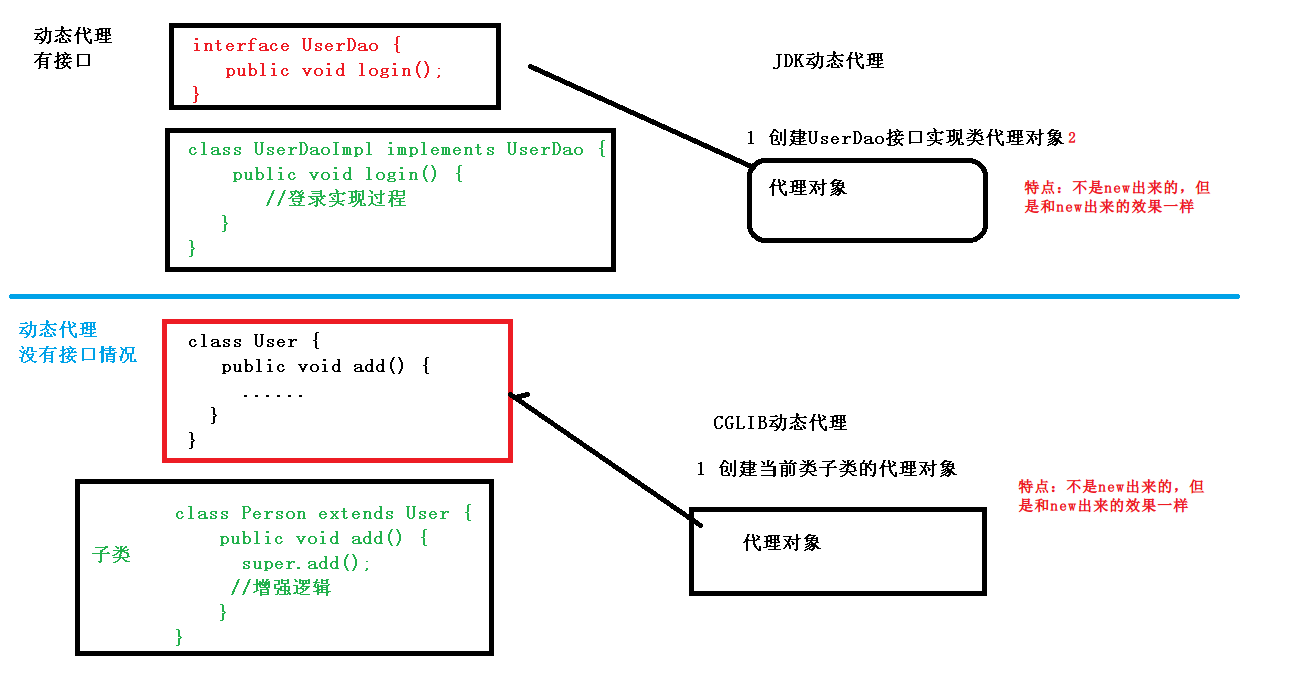 动态代理
有接口
interface UserDao {
public void login();
}
class UserDaoImpl implements UserDao {
public void login() {
//登录实现过程
}
}
JDK动态代理
1 创建UserDao接口实现类代理对象 2
代理对象
特点：不是new出来的，但
是和new出来的效果一样
动态代理
没有接口情况
class User {
public void add() {
......
}
}
子类
class Person extends User {
public void add() {
super.add();
//增强逻辑
}
}
CGLIB动态代理
1 创建当前类子类的代理对象
代理对象
特点：不是new出来的，但
是和new出来的效果一样